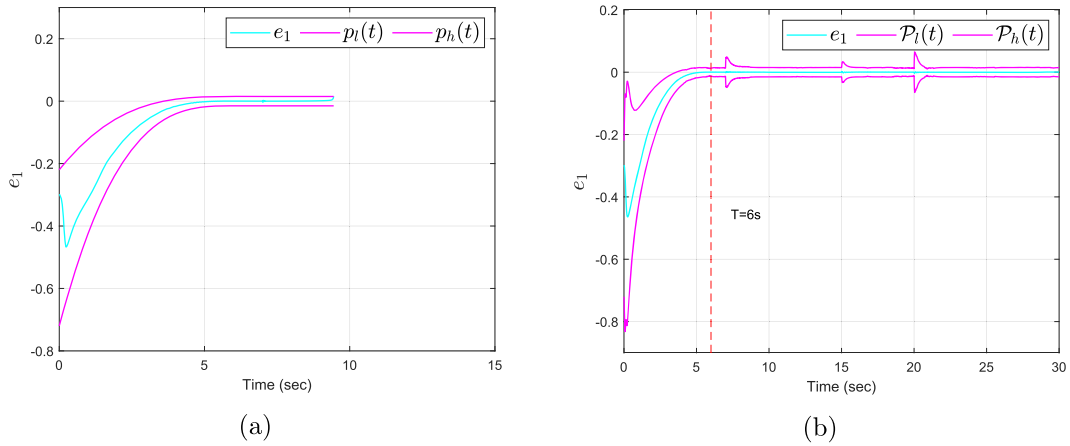 0.2
0
-0.2
-0.4
-0.6
-0.8
e₁
e₁ pₗ(t) pₕ(t)
0 5 10 15
Time (sec)
(a)
0.2
0
-0.2
-0.4
-0.6
-0.8
e₁
e₁ 𝒫ₗ(t) 𝒫ₕ(t)
T=6s
0 5 10 15 20 25 30
Time (sec)
(b)